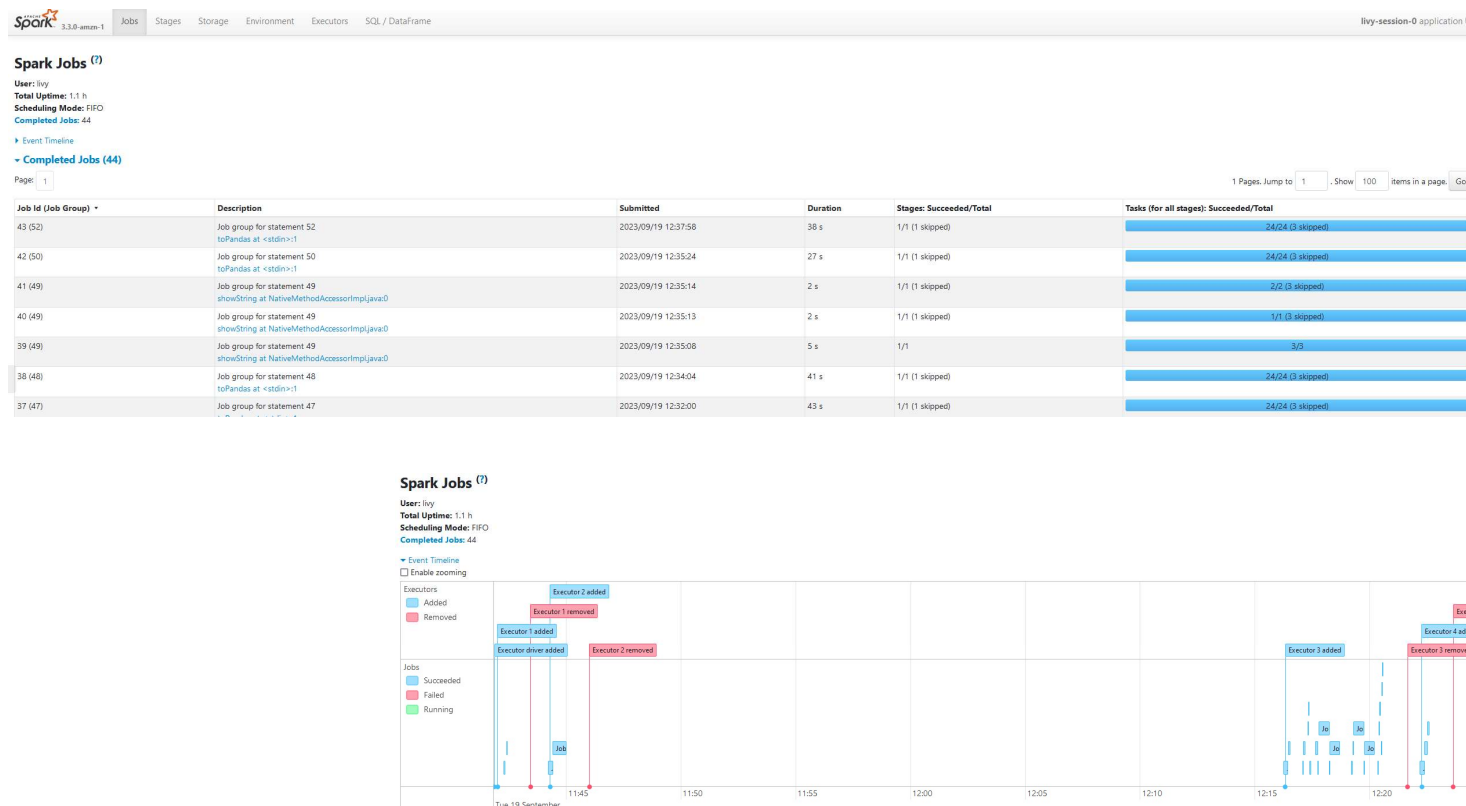 APACHE Spark 3.3.0-amzn-1 Jobs Stages Storage Environment Executors SQL / DataFrame livy-session-0 application
Spark Jobs (?)
User: livy
Total Uptime: 1.1 h
Scheduling Mode: FIFO
Completed Jobs: 44
Event Timeline
Completed Jobs (44)
Page: 1 1 Pages. Jump to 1 . Show 100 items in a page. Go
Job Id (Job Group) Description Submitted Duration Stages: Succeeded/Total Tasks (for all stages): Succeeded/Total
43 (52) Job group for statement 52 2023/09/19 12:37:58 38 s 1/1 (1 skipped) 24/24 (3 skipped)
toPandas at <stdin>:1
42 (50) Job group for statement 50 2023/09/19 12:35:24 27 s 1/1 (1 skipped) 24/24 (3 skipped)
toPandas at <stdin>:1
41 (49) Job group for statement 49 2023/09/19 12:35:14 2 s 1/1 (1 skipped) 2/2 (3 skipped)
showString at NativeMethodAccessorImpl.java:0
40 (49) Job group for statement 49 2023/09/19 12:35:13 2 s 1/1 (1 skipped) 1/1 (3 skipped)
showString at NativeMethodAccessorImpl.java:0
39 (49) Job group for statement 49 2023/09/19 12:35:08 5 s 1/1 3/3
showString at NativeMethodAccessorImpl.java:0
38 (48) Job group for statement 48 2023/09/19 12:34:04 41 s 1/1 (1 skipped) 24/24 (3 skipped)
toPandas at <stdin>:1
37 (47) Job group for statement 47 2023/09/19 12:32:00 43 s 1/1 (1 skipped) 24/24 (3 skipped)
Spark Jobs (?)
User: livy
Total Uptime: 1.1 h
Scheduling Mode: FIFO
Completed Jobs: 44
Event Timeline
Enable zooming
Executors
Added
Removed
Executor 2 added
Executor 1 removed Exe
Executor 1 added Executor 4 ad
Executor driver added Executor 2 removed Executor 3 added Executor 3 remove
Jobs
Succeeded
Failed
Running
Jo Jo
Job Jo Jo
11:45 11:50 11:55 12:00 12:05 12:10 12:15 12:20
Tue 19 September